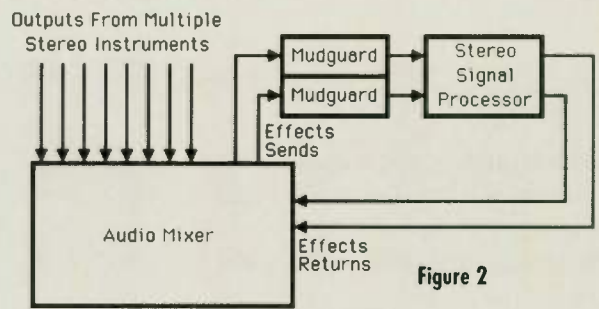 Outputs From Multiple
Stereo Instruments
Mudguard
Mudguard
Stereo
Signal
Processor
Effects
Sends
Audio Mixer
Effects
Returns
Figure 2